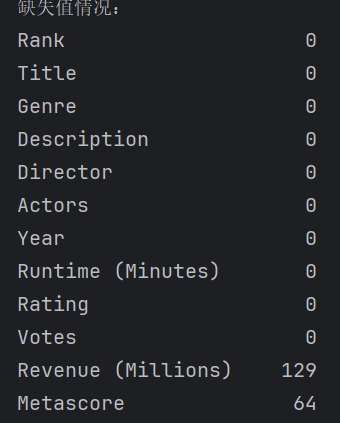 缺失值情况：
Rank 0
Title 0
Genre 0
Description 0
Director 0
Actors 0
Year 0
Runtime (Minutes) 0
Rating 0
Votes 0
Revenue (Millions) 129
Metascore 64